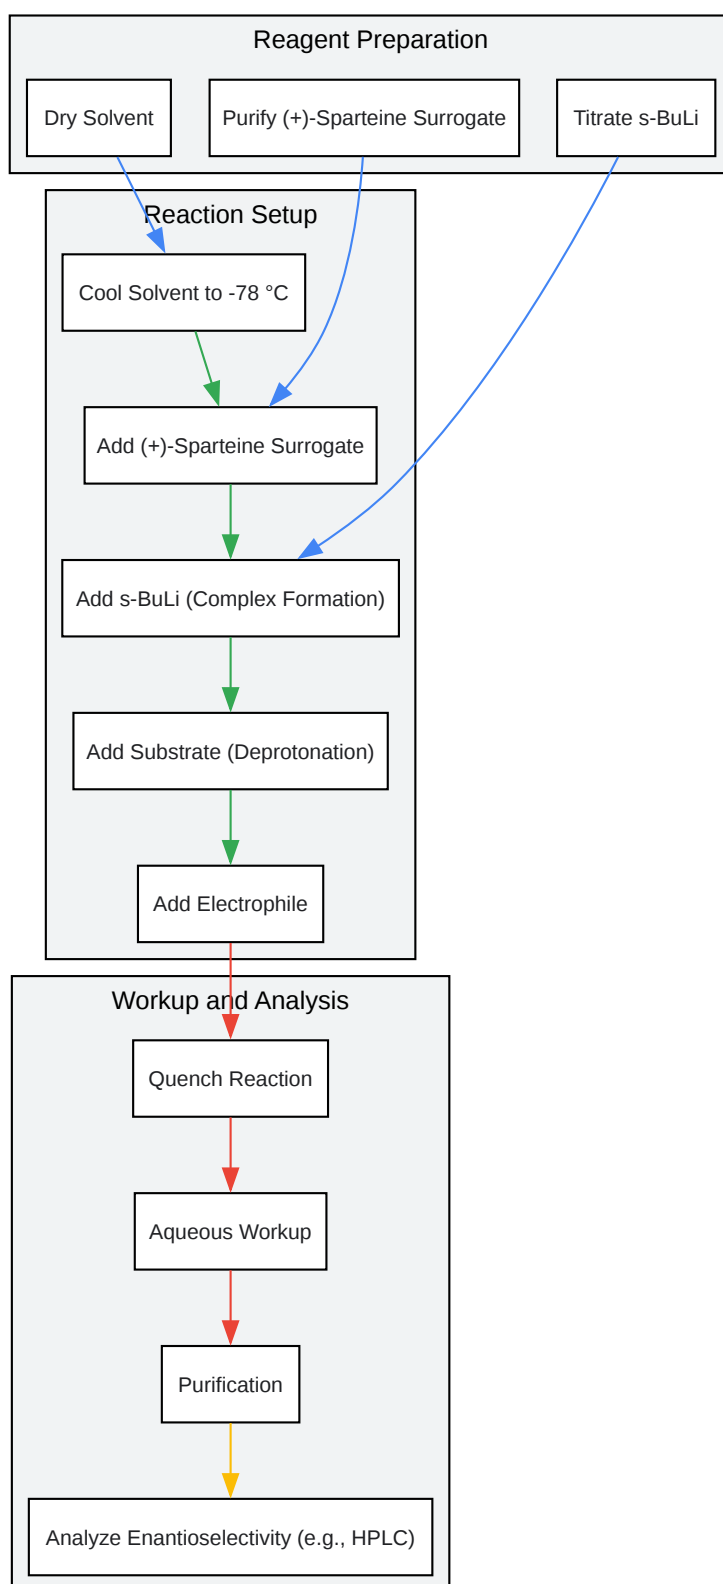 Reagent Preparation
Dry Solvent
Purify (+)-Sparteine Surrogate
Titrate s-BuLi
Reaction Setup
Cool Solvent to -78 °C
Add (+)-Sparteine Surrogate
Add s-BuLi (Complex Formation)
Add Substrate (Deprotonation)
Add Electrophile
Workup and Analysis
Quench Reaction
Aqueous Workup
Purification
Analyze Enantioselectivity (e.g., HPLC)